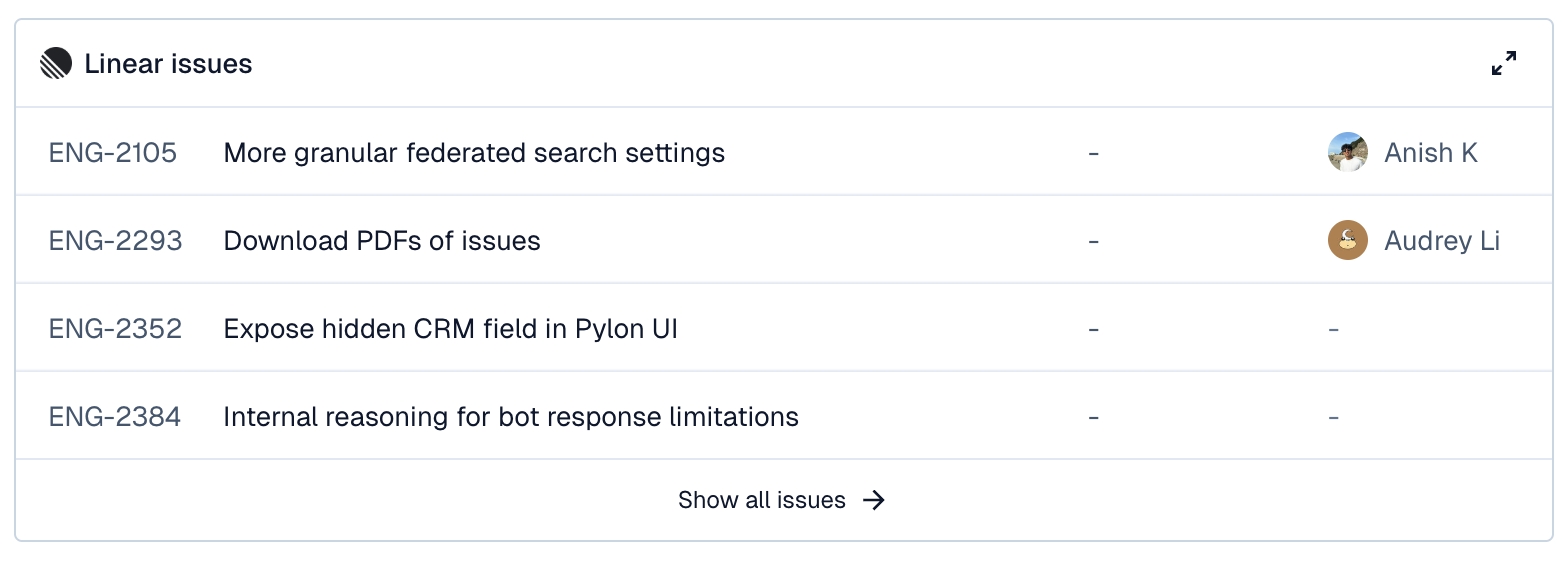 Linear issues
ENG-2105 More granular federated search settings - Anish K
ENG-2293 Download PDFs of issues - Audrey Li
ENG-2352 Expose hidden CRM field in Pylon UI - -
ENG-2384 Internal reasoning for bot response limitations - -
Show all issues →